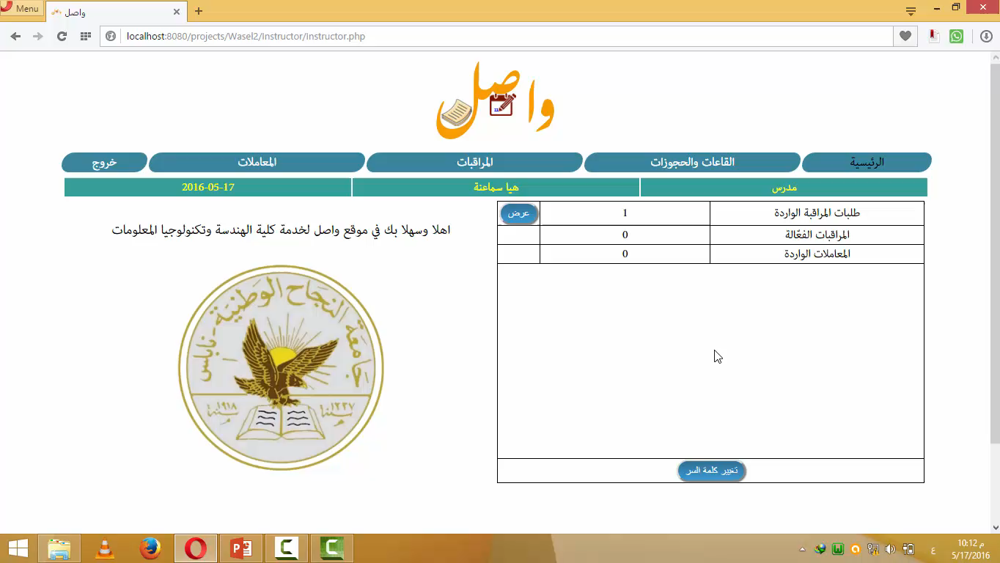 Menu
واصل
localhost:8080/projects/Wasel2/Instructor/Instructor.php
واصل
الرئيسية
القاعات والحجوزات
المراقبات
المعاملات
خروج
مدرس
هيا سماعنة
2016-05-17
طلبات المراقبة الواردة
1
عرض
المراقبات الفعّالة
0
المعاملات الواردة
0
تغيير كلمة السر
اهلا وسهلا بك في موقع واصل لخدمة كلية الهندسة وتكنولوجيا المعلومات
جامعة النجاح الوطنية - نابلس
سنة ١٣٣٧
سنة ١٩١٨
ع
10:12 م
5/17/2016